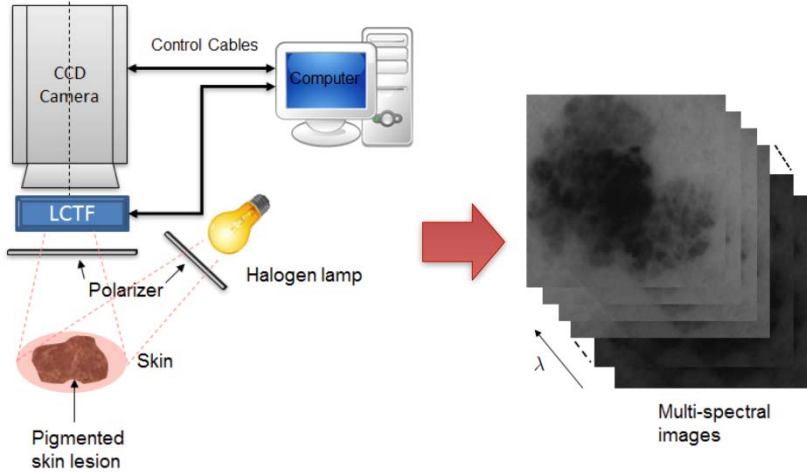 Control Cables
CCD
Camera
Computer
LCTF
Polarizer
Halogen lamp
Skin
Pigmented
skin lesion
λ
Multi-spectral
images